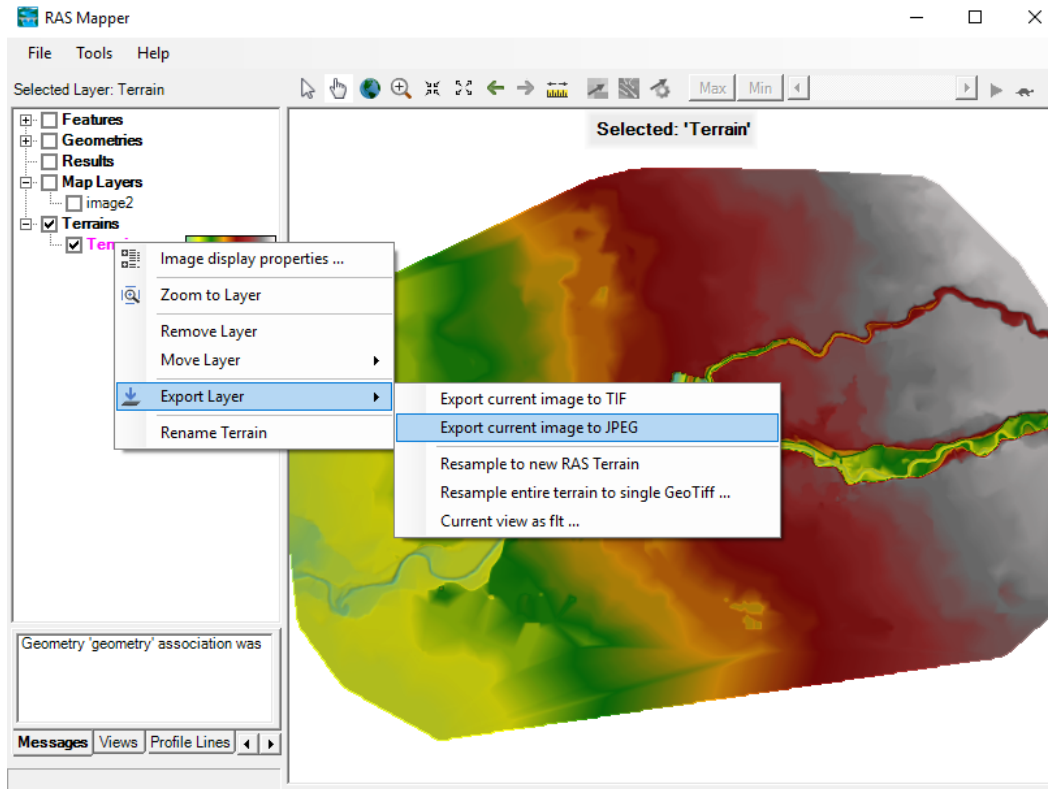 RAS Mapper
File Tools Help
Selected Layer: Terrain
Max Min
Features
Geometries
Results
Map Layers
image2
Terrains
Selected: 'Terrain'
Image display properties ...
Zoom to Layer
Remove Layer
Move Layer
Export Layer
Rename Terrain
Export current image to TIF
Export current image to JPEG
Resample to new RAS Terrain
Resample entire terrain to single GeoTiff ...
Current view as flt ...
Geometry 'geometry' association was
Messages Views Profile Lines